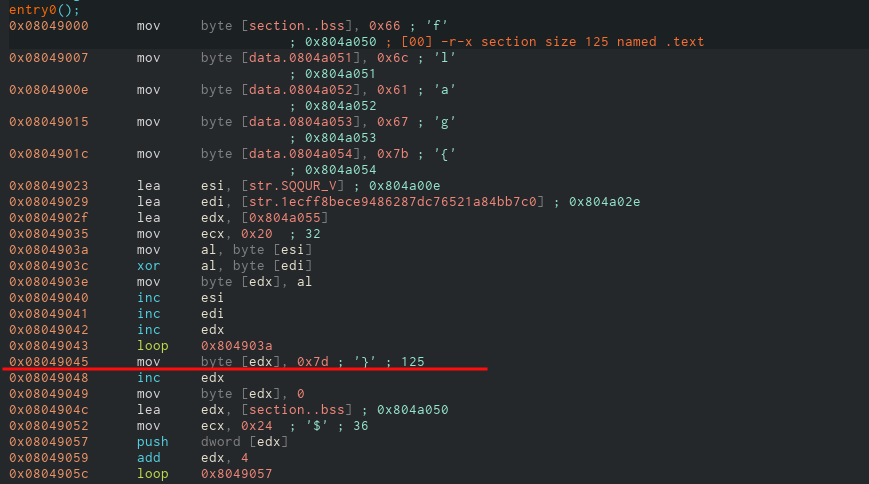 entry0();
0x08049000 mov byte [section..bss], 0x66 ; 'f'
; 0x804a050 ; [00] -r-x section size 125 named .text
0x08049007 mov byte [data.0804a051], 0x6c ; 'l'
; 0x804a051
0x0804900e mov byte [data.0804a052], 0x61 ; 'a'
; 0x804a052
0x08049015 mov byte [data.0804a053], 0x67 ; 'g'
; 0x804a053
0x0804901c mov byte [data.0804a054], 0x7b ; '{'
; 0x804a054
0x08049023 lea esi, [str.SQQUR_V] ; 0x804a00e
0x08049029 lea edi, [str.1ecff8bece9486287dc76521a84bb7c0] ; 0x804a02e
0x0804902f lea edx, [0x804a055]
0x08049035 mov ecx, 0x20 ; 32
0x0804903a mov al, byte [esi]
0x0804903c xor al, byte [edi]
0x0804903e mov byte [edx], al
0x08049040 inc esi
0x08049041 inc edi
0x08049042 inc edx
0x08049043 loop 0x804903a
0x08049045 mov byte [edx], 0x7d ; '}' ; 125
0x08049048 inc edx
0x08049049 mov byte [edx], 0
0x0804904c lea edx, [section..bss] ; 0x804a050
0x08049052 mov ecx, 0x24 ; '$' ; 36
0x08049057 push dword [edx]
0x08049059 add edx, 4
0x0804905c loop 0x8049057